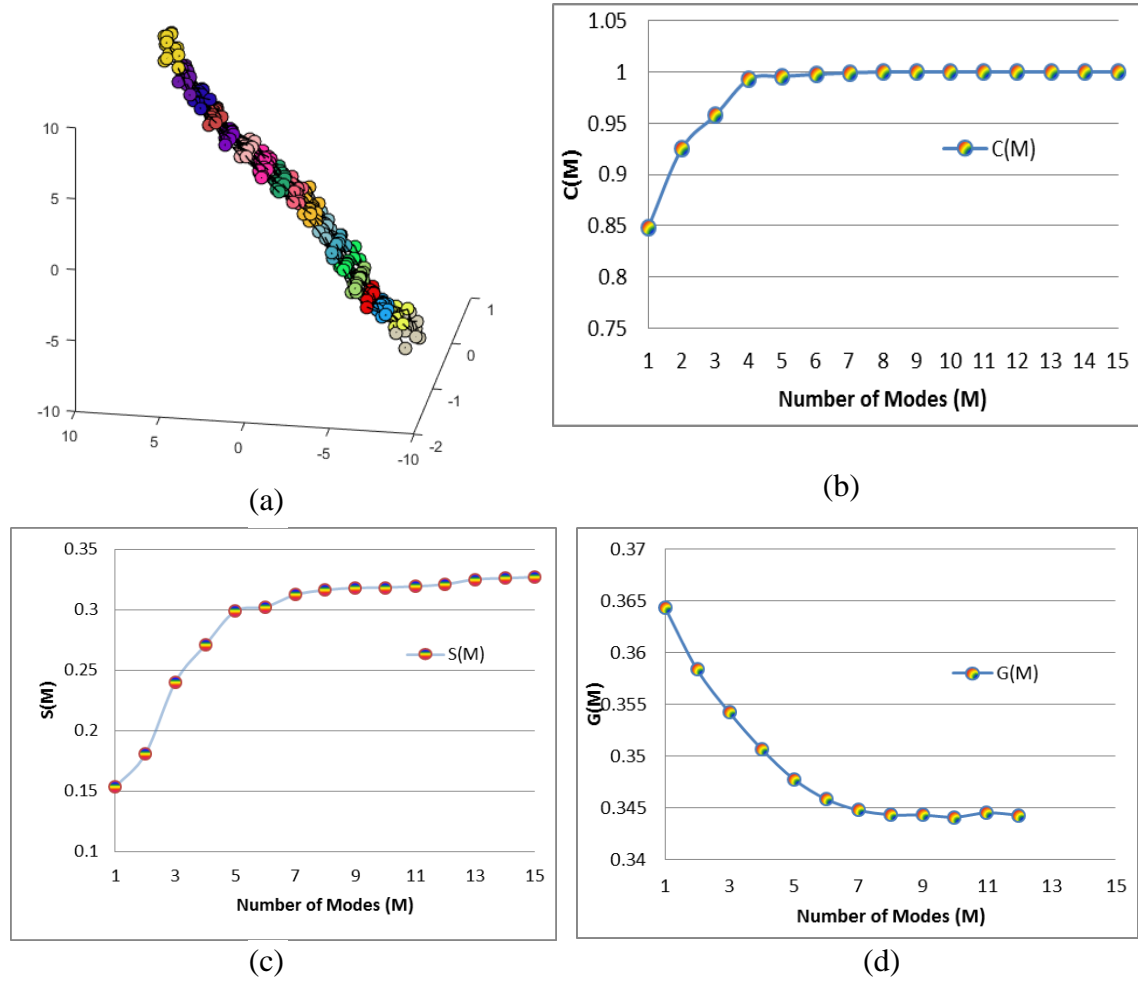 10
5
0
-5
-10
10
5
0
-5
-10
1
0
-1
-2
(a)
1.05
1
0.95
0.9
0.85
0.8
0.75
C(M)
C(M)
1 2 3 4 5 6 7 8 9 10 11 12 13 14 15
Number of Modes (M)
(b)
0.35
0.3
0.25
0.2
0.15
0.1
S(M)
S(M)
1 3 5 7 9 11 13 15
Number of Modes (M)
(c)
0.37
0.365
0.36
0.355
0.35
0.345
0.34
G(M)
G(M)
1 3 5 7 9 11 13 15
Number of Modes (M)
(d)